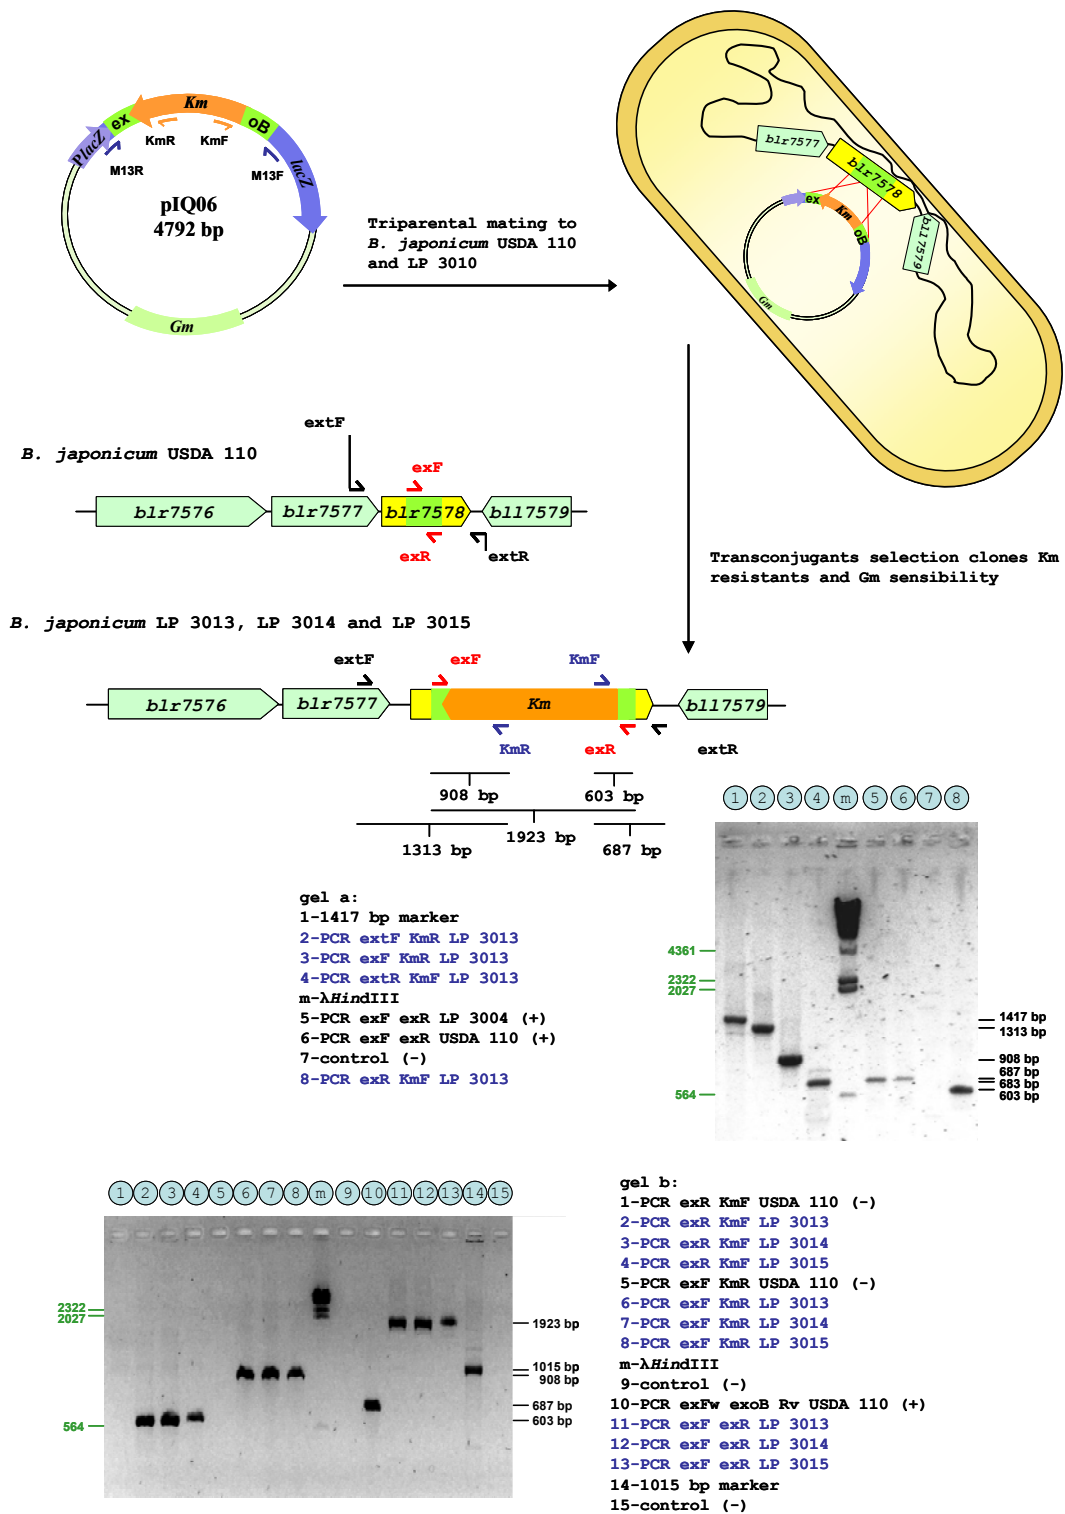 Km
ex
oB
PlacZ
lacZ
KmR
KmF
M13R
M13F
pIQ06
4792 bp
Gm
Triparental mating to
B. japonicum USDA 110
and LP 3010
blr7577
blr7578
bll7579
ex
Km
oB
Gm
extF
B. japonicum USDA 110
exF
blr7576
blr7577
blr7578
bll7579
exR
extR
Transconjugants selection clones Km
resistants and Gm sensibility
B. japonicum LP 3013, LP 3014 and LP 3015
extF
exF
KmF
blr7576
blr7577
Km
bll7579
KmR
exR
extR
908 bp
603 bp
1923 bp
1313 bp
687 bp
1 2 3 4 m 5 6 7 8
4361
2322
2027
564
1417 bp
1313 bp
908 bp
687 bp
683 bp
603 bp
gel a:
1-1417 bp marker
2-PCR extF KmR LP 3013
3-PCR exF KmR LP 3013
4-PCR extR KmF LP 3013
m-λHindIII
5-PCR exF exR LP 3004 (+)
6-PCR exF exR USDA 110 (+)
7-control (-)
8-PCR exR KmF LP 3013
1 2 3 4 5 6 7 8 m 9 10 11 12 13 14 15
2322
2027
564
1923 bp
1015 bp
908 bp
687 bp
603 bp
gel b:
1-PCR exR KmF USDA 110 (-)
2-PCR exR KmF LP 3013
3-PCR exR KmF LP 3014
4-PCR exR KmF LP 3015
5-PCR exF KmR USDA 110 (-)
6-PCR exF KmR LP 3013
7-PCR exF KmR LP 3014
8-PCR exF KmR LP 3015
m-λHindIII
9-control (-)
10-PCR exFw exoB Rv USDA 110 (+)
11-PCR exF exR LP 3013
12-PCR exF exR LP 3014
13-PCR exF exR LP 3015
14-1015 bp marker
15-control (-)